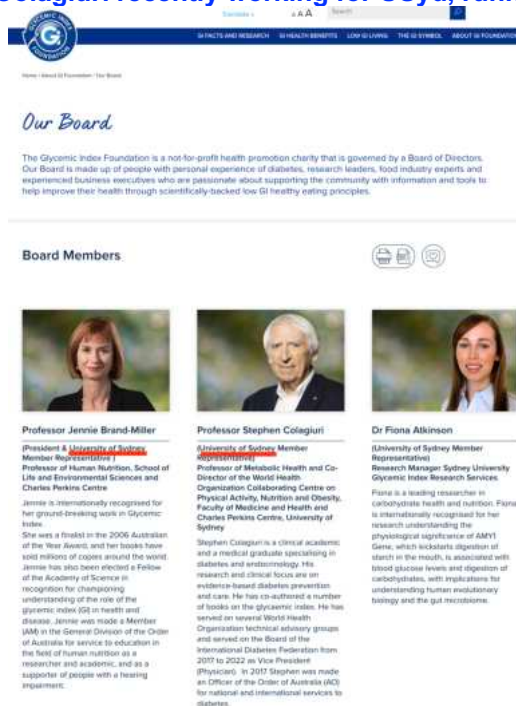 Translate
A A A
Search
GLYCEMIC INDEX
G
FOUNDATION
GI FACTS AND RESEARCH GI HEALTH BENEFITS LOW GI LIVING THE GI SYMBOL ABOUT GI FOUNDATION
Home / About GI Foundation / Our Board
Our Board
The Glycemic Index Foundation is a not-for-profit health promotion charity that is governed by a Board of Directors.
Our Board is made up of people with personal experience of diabetes, research leaders, food industry experts and
experienced business executives who are passionate about supporting the community with information and tools to
help improve their health through scientifically-backed low GI healthy eating principles.
Board Members
Professor Jennie Brand-Miller
(President & University of Sydney
Member Representative )
Professor of Human Nutrition, School of
Life and Environmental Sciences and
Charles Perkins Centre
Jennie is internationally recognised for
her ground-breaking work in Glycemic
Index.
She was a finalist in the 2006 Australian
of the Year Award, and her books have
sold millions of copies around the world.
Jennie has also been elected a Fellow
of the Academy of Science in
recognition for championing
understanding of the role of the
glycemic index (GI) in health and
disease. Jennie was made a Member
(AM) in the General Division of the Order
of Australia for service to education in
the field of human nutrition as a
researcher and academic, and as a
supporter of people with a hearing
impairment.
Professor Stephen Colagiuri
(University of Sydney Member
Representative)
Professor of Metabolic Health and Co-
Director of the World Health
Organization Collaborating Centre on
Physical Activity, Nutrition and Obesity,
Faculty of Medicine and Health and
Charles Perkins Centre, University of
Sydney
Stephen Colagiuri is a clinical academic
and a medical graduate specialising in
diabetes and endocrinology. His
research and clinical focus are on
evidence-based diabetes prevention
and care. He has co-authored a number
of books on the glycaemic index. He has
served on several World Health
Organization technical advisory groups
and served on the Board of the
International Diabetes Federation from
2017 to 2022 as Vice President
(Physician). In 2017 Stephen was made
an Officer of the Order of Australia (AO)
for national and international services to
diabetes.
Dr Fiona Atkinson
(University of Sydney Member
Representative)
Research Manager Sydney University
Glycemic Index Research Services
Fiona is a leading researcher in
carbohydrate health and nutrition. Fiona
is internationally recognised for her
research understanding the
physiological significance of AMY1
Gene, which kickstarts digestion of
starch in the mouth, is associated with
blood glucose levels and digestion of
carbohydrates, with implications for
understanding human evolutionary
biology and the gut microbiome.